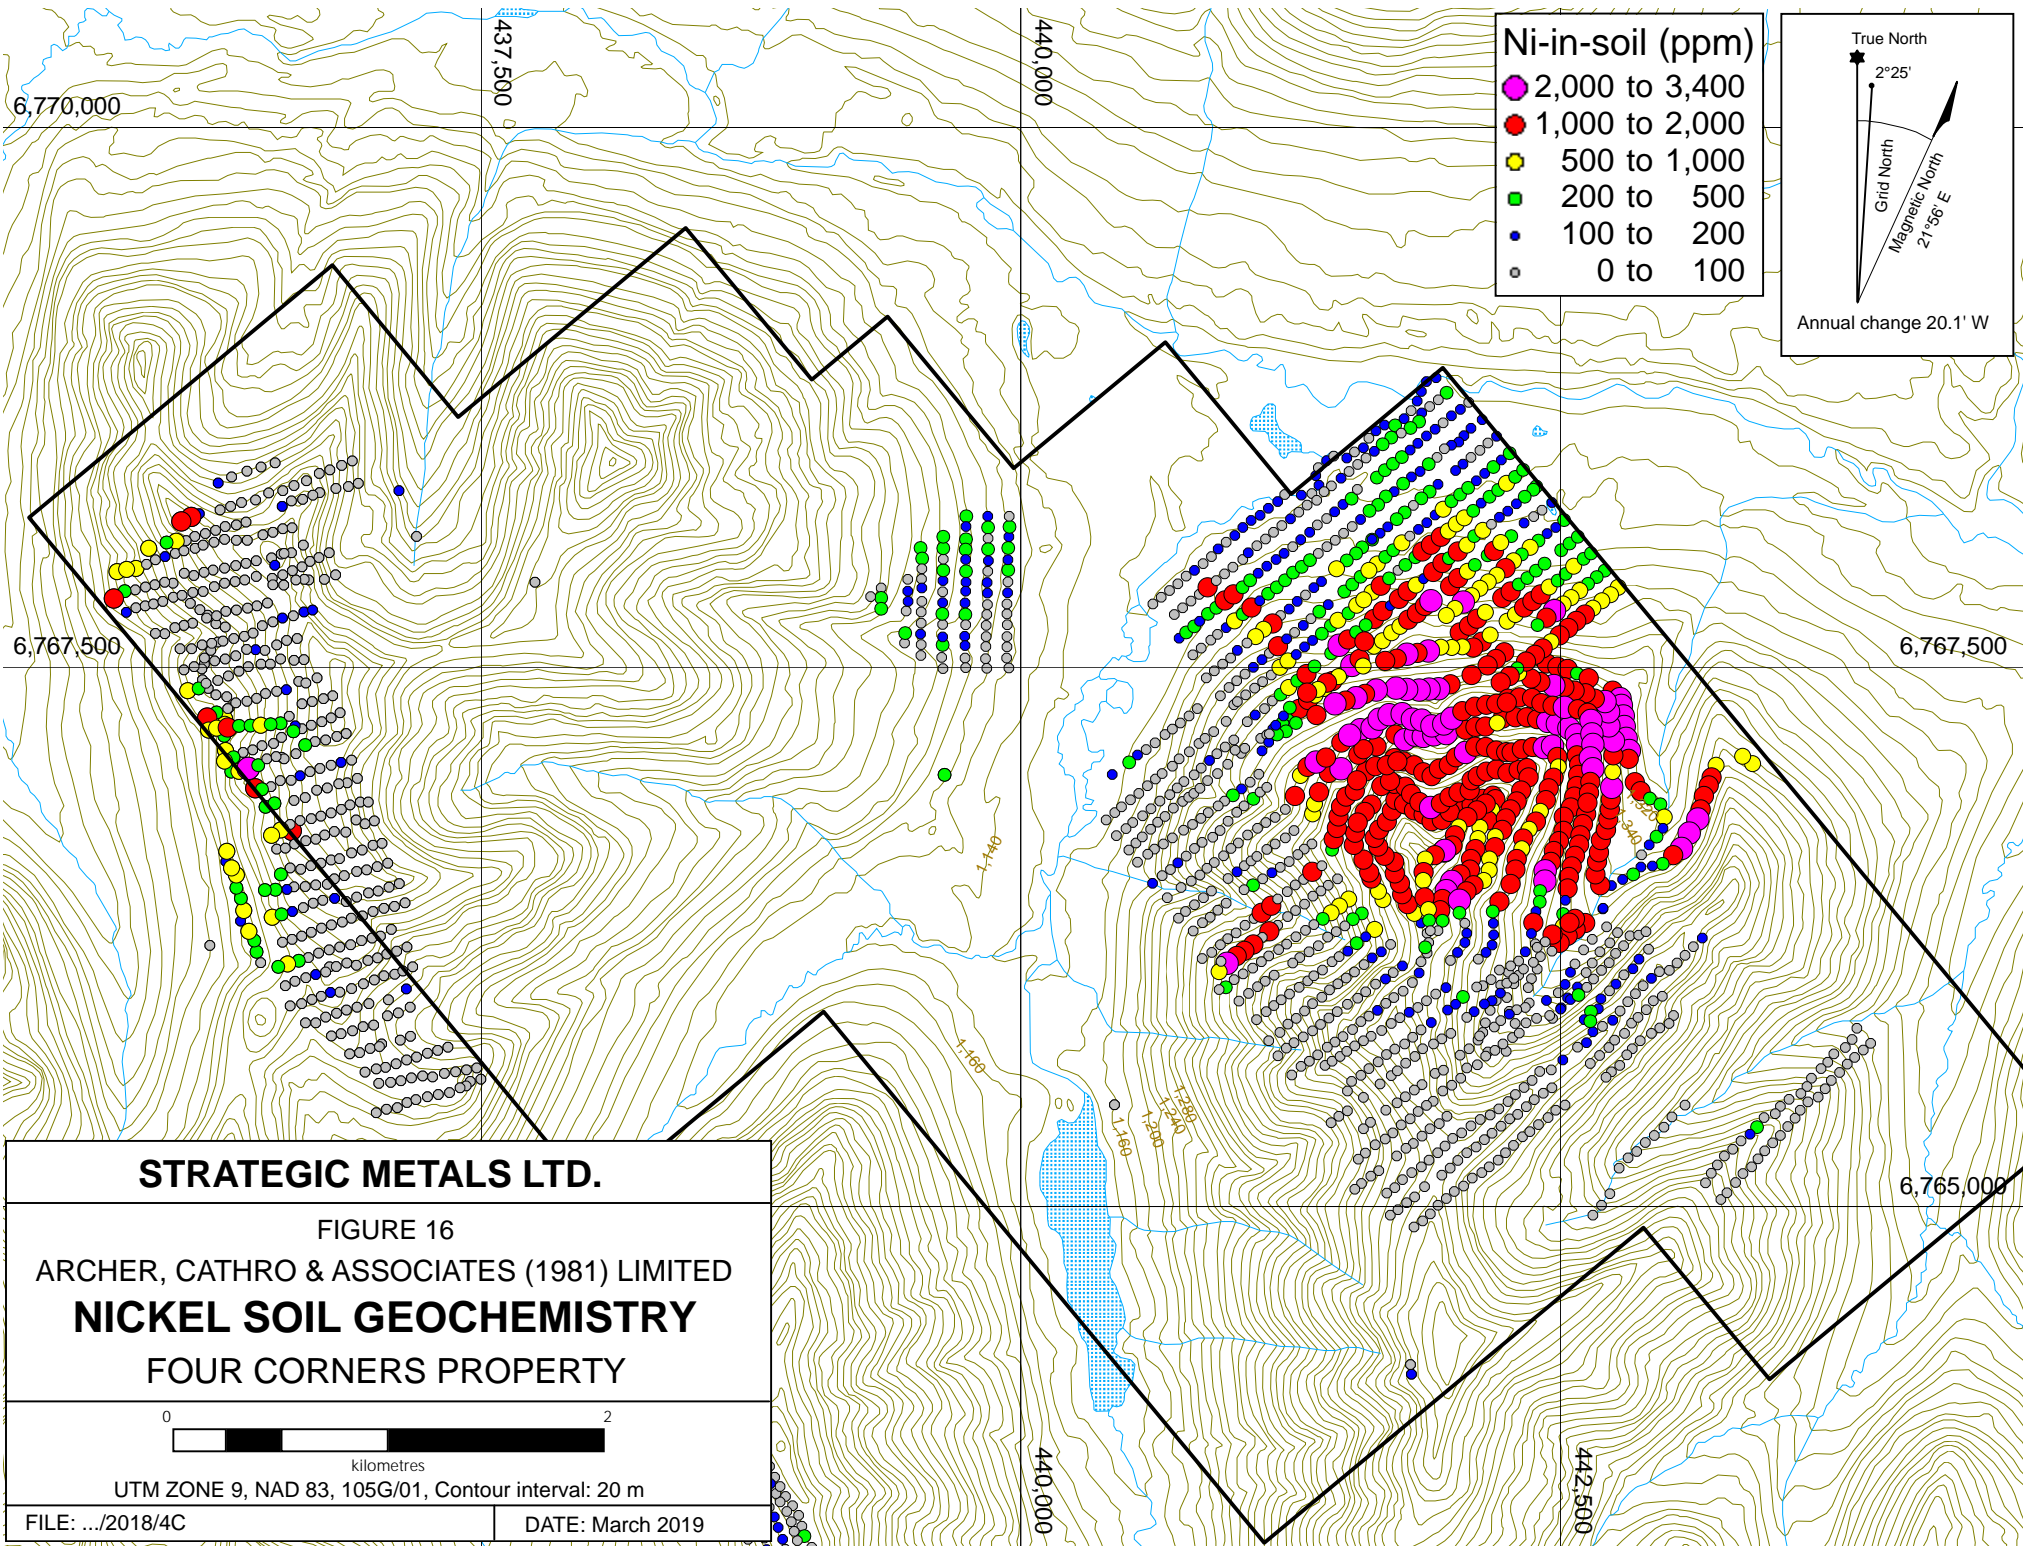 437,500
440,000
6,770,000
Ni-in-soil (ppm)
2,000 to 3,400
1,000 to 2,000
500 to 1,000
200 to 500
100 to 200
0 to 100
True North
2°25'
Grid North
Magnetic North
21°56' E
Annual change 20.1' W
6,767,500
6,767,500
1,320
1,340
1,140
1,160
1,280
1,240
1,200
1,160
6,765,000
STRATEGIC METALS LTD.
FIGURE 16
ARCHER, CATHRO & ASSOCIATES (1981) LIMITED
NICKEL SOIL GEOCHEMISTRY
FOUR CORNERS PROPERTY
0 2
kilometres
UTM ZONE 9, NAD 83, 105G/01, Contour interval: 20 m
FILE: .../2018/4C
DATE: March 2019
440,000
442,500